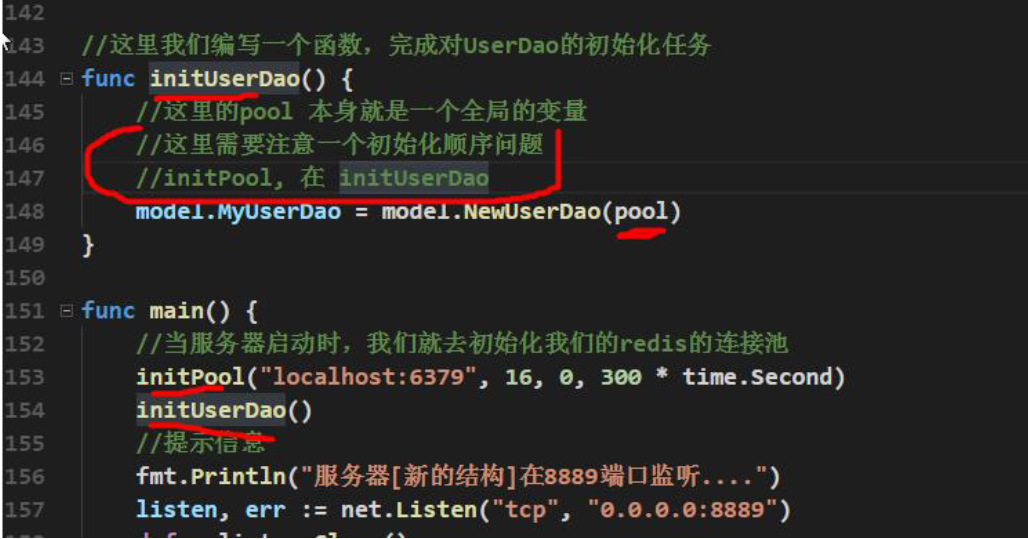 142
143 //这里我们编写一个函数，完成对UserDao的初始化任务
144 func initUserDao() {
145 //这里的pool 本身就是一个全局的变量
146 //这里需要注意一个初始化顺序问题
147 //initPool, 在 initUserDao
148 model.MyUserDao = model.NewUserDao(pool)
149 }
150
151 func main() {
152 //当服务器启动时，我们就去初始化我们的redis的连接池
153 initPool("localhost:6379", 16, 0, 300 * time.Second)
154 initUserDao()
155 //提示信息
156 fmt.Println("服务器[新的结构]在8889端口监听....")
157 listen, err := net.Listen("tcp", "0.0.0.0:8889")